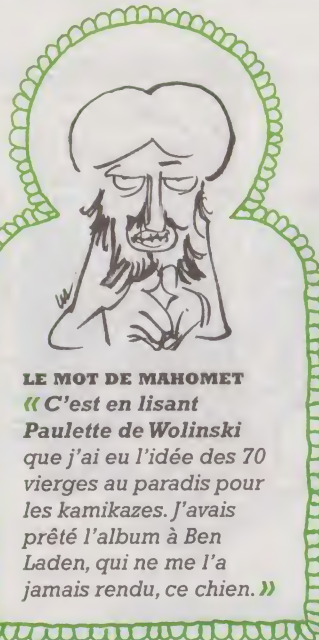 LE MOT DE MAHOMET
« C'est en lisant
Paulette de Wolinski
que j'ai eu l'idée des 70
vierges au paradis pour
les kamikazes. J'avais
prêté l'album à Ben
Laden, qui ne me l'a
jamais rendu, ce chien. »